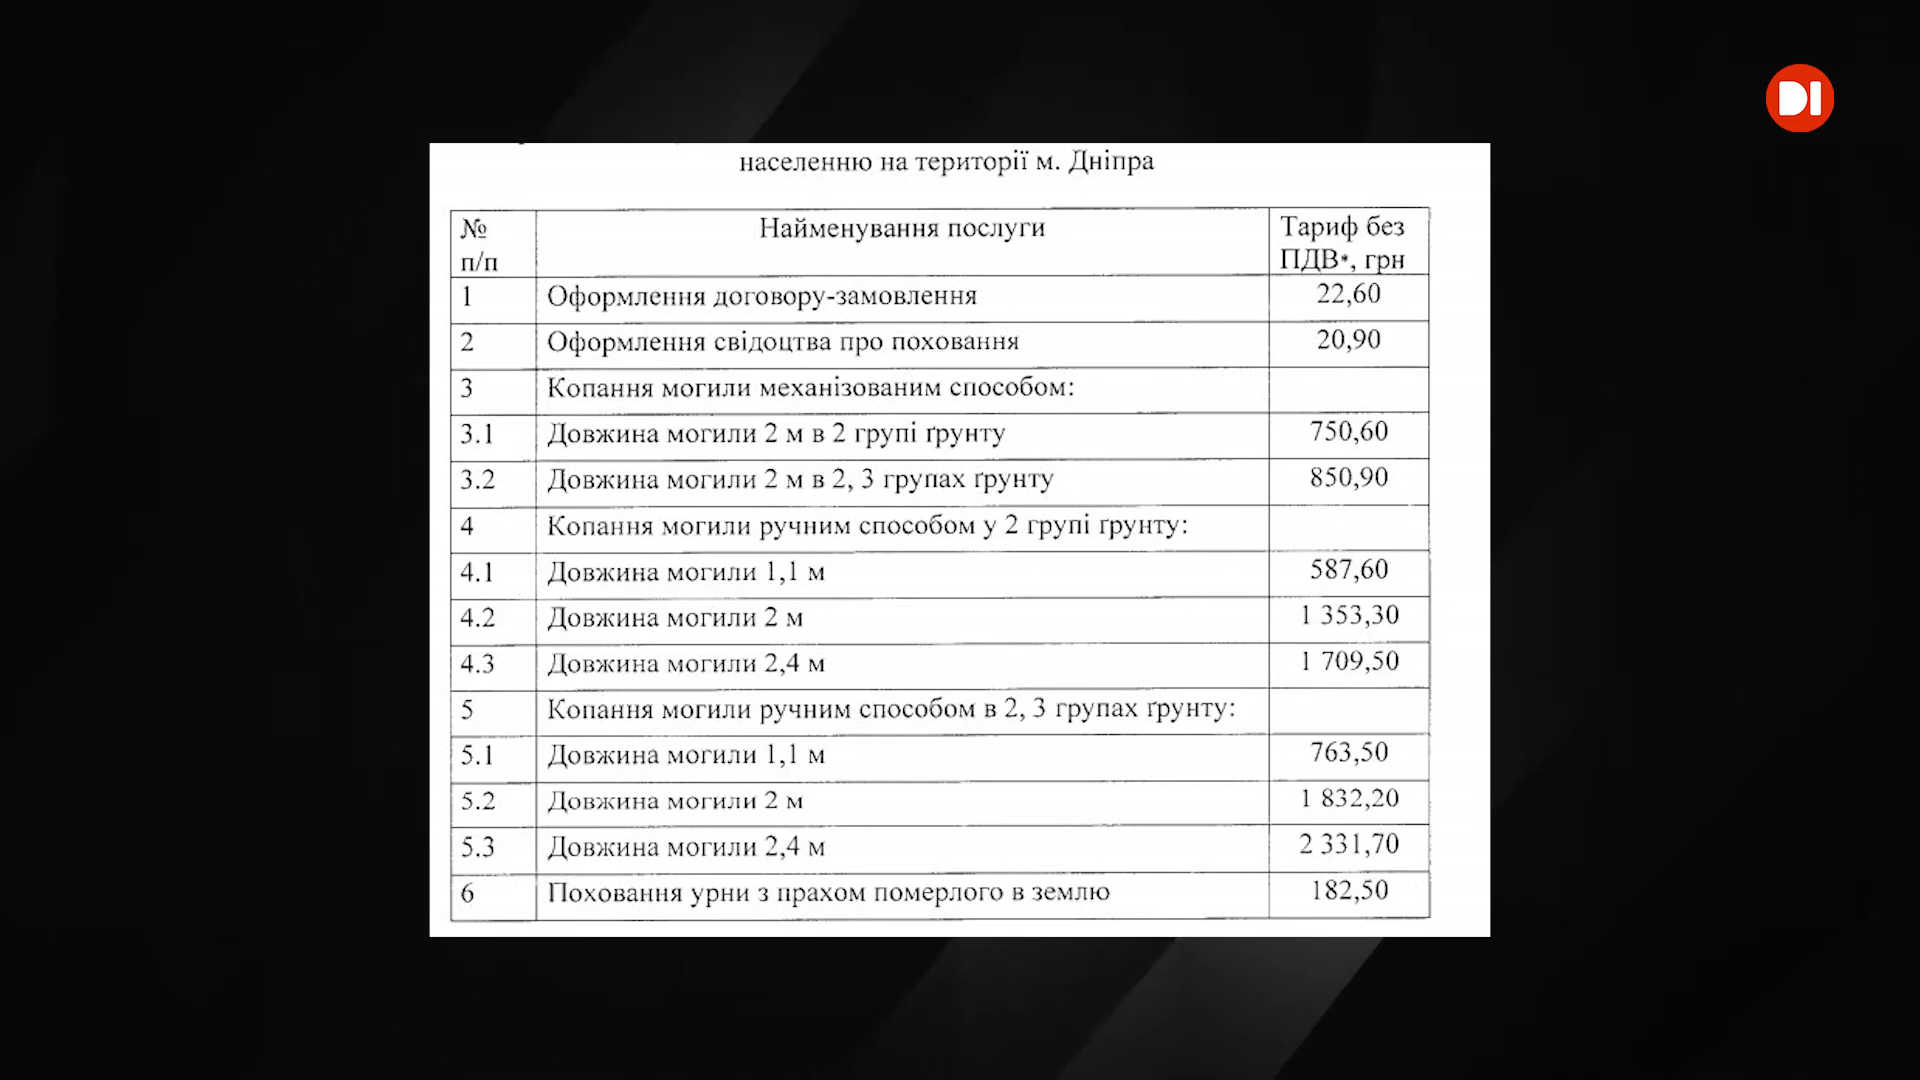 DI
населенню на території м. Дніпра
№ п/п Найменування послуги Тариф без ПДВ*, грн
1 Оформлення договору-замовлення 22,60
2 Оформлення свідоцтва про поховання 20,90
3 Копання могили механізованим способом:
3.1 Довжина могили 2 м в 2 групі ґрунту 750,60
3.2 Довжина могили 2 м в 2, 3 групах ґрунту 850,90
4 Копання могили ручним способом у 2 групі ґрунту:
4.1 Довжина могили 1,1 м 587,60
4.2 Довжина могили 2 м 1 353,30
4.3 Довжина могили 2,4 м 1 709,50
5 Копання могили ручним способом в 2, 3 групах ґрунту:
5.1 Довжина могили 1,1 м 763,50
5.2 Довжина могили 2 м 1 832,20
5.3 Довжина могили 2,4 м 2 331,70
6 Поховання урни з прахом померлого в землю 182,50